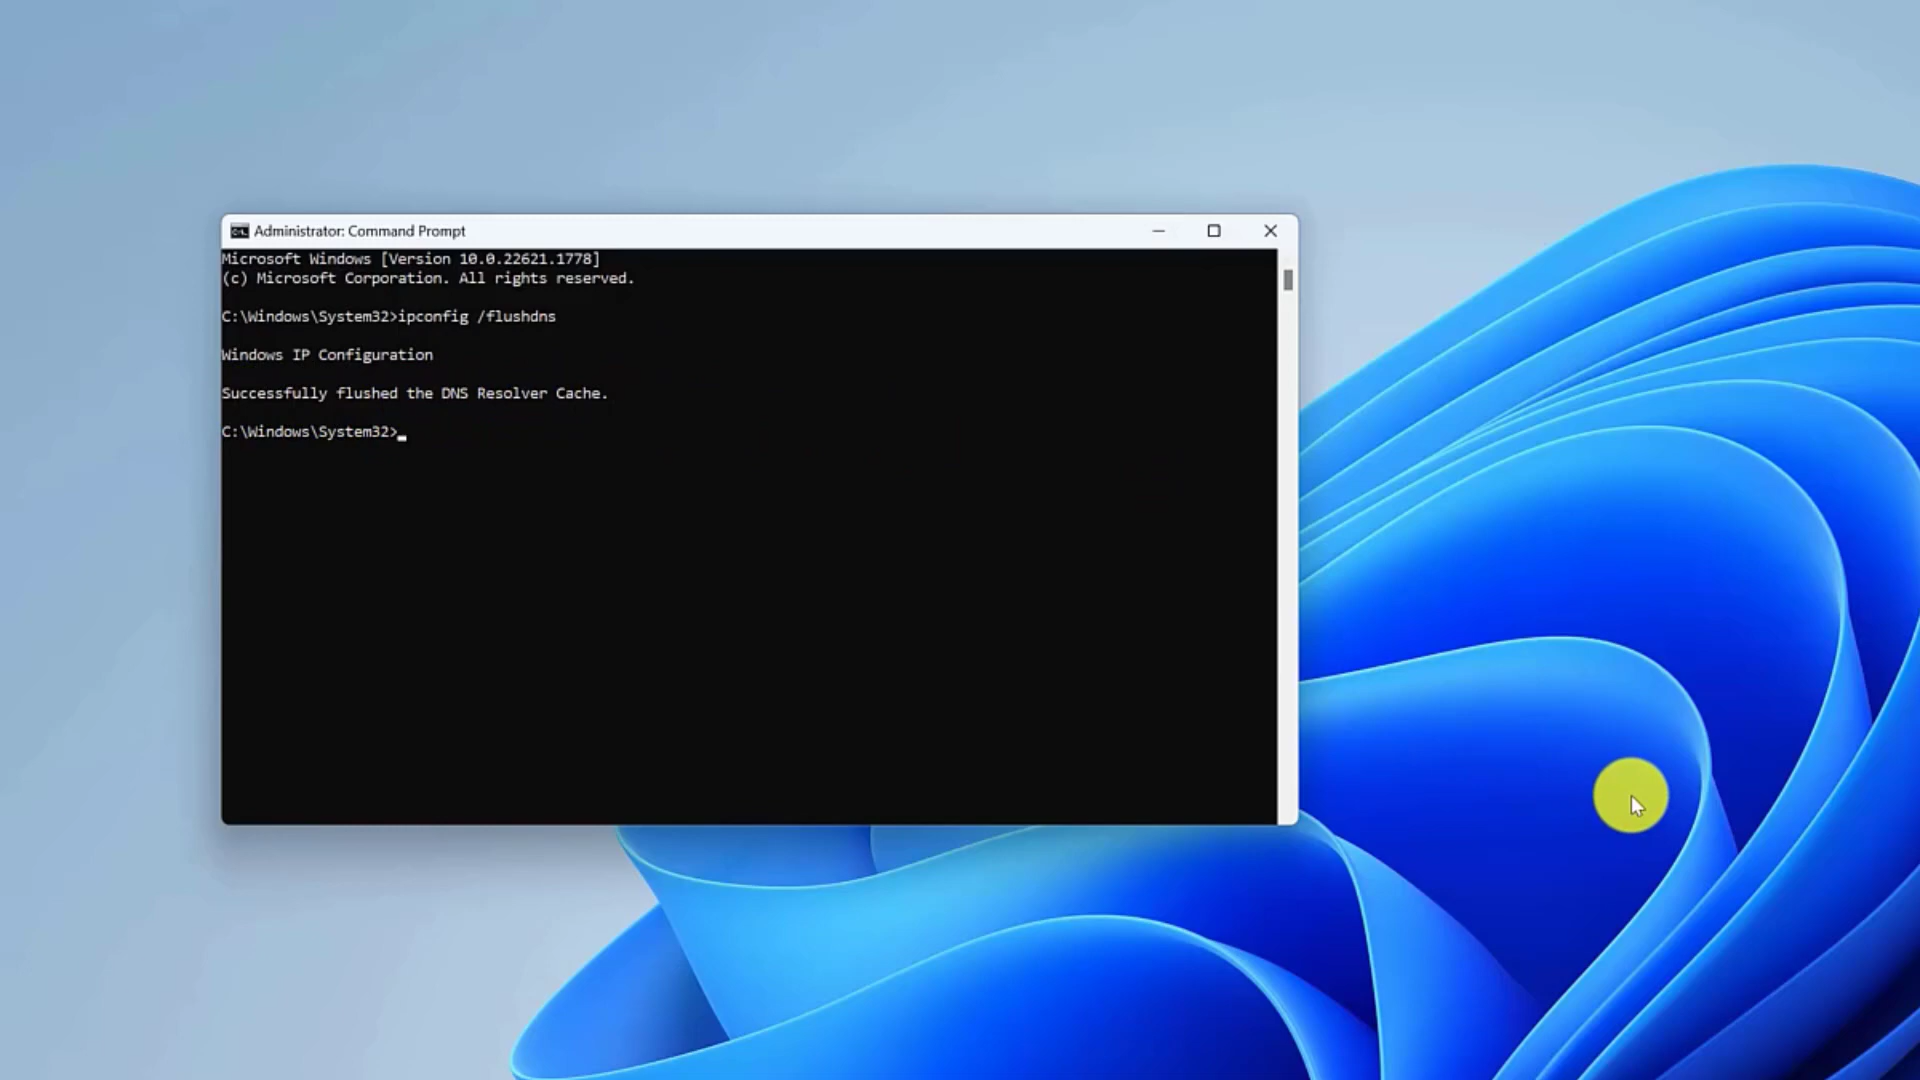 Administrator: Command Prompt
Microsoft Windows [Version 10.0.22621.1778]
(c) Microsoft Corporation. All rights reserved.
C:\Windows\System32>ipconfig /flushdns
Windows IP Configuration
Successfully flushed the DNS Resolver Cache.
C:\Windows\System32>